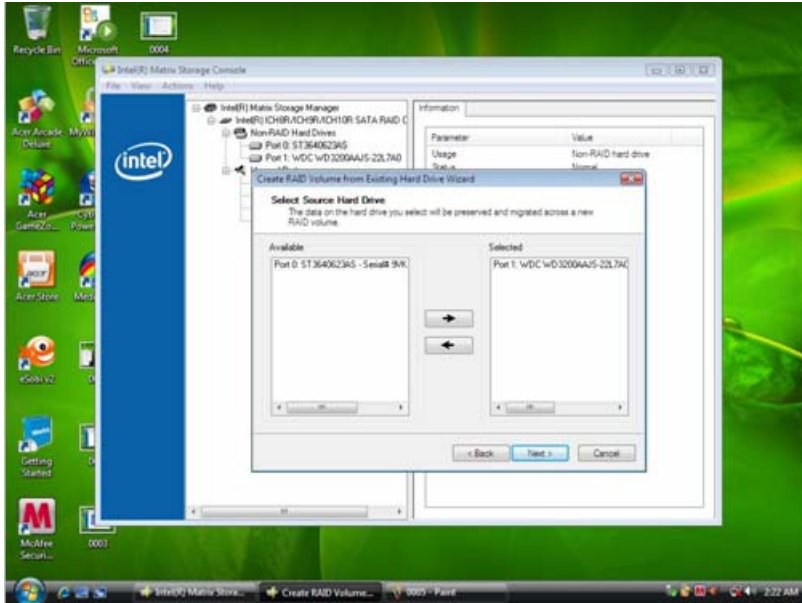 Recycle Bin
Microsoft
Office
0004
Intel(R) Matrix Storage Console
File View Actions Help
Acer Arcade
Deluxe
Acer
GameZo...
Acer Store
eSobi v2
Getting
Started
McAfee
Securi...
0003
intel
Intel(R) Matrix Storage Manager
Intel(R) ICH8R/ICH9R/ICH10R SATA RAID C
Non-RAID Hard Drives
Port 0: ST3640623AS
Port 1: WDC WD3200AAJS-22L7A0
Information
Parameter Value
Usage Non-RAID hard drive
Status Normal
Create RAID Volume from Existing Hard Drive Wizard
Select Source Hard Drive
The data on the hard drive you select will be preserved and migrated across a new
RAID volume.
Available
Port 0: ST3640623AS - Serial# 9VK
Selected
Port 1: WDC WD3200AAJS-22L7A0
< Back
Next >
Cancel
Intel(R) Matrix Stora...
Create RAID Volume...
0005 - Paint
2:22 AM